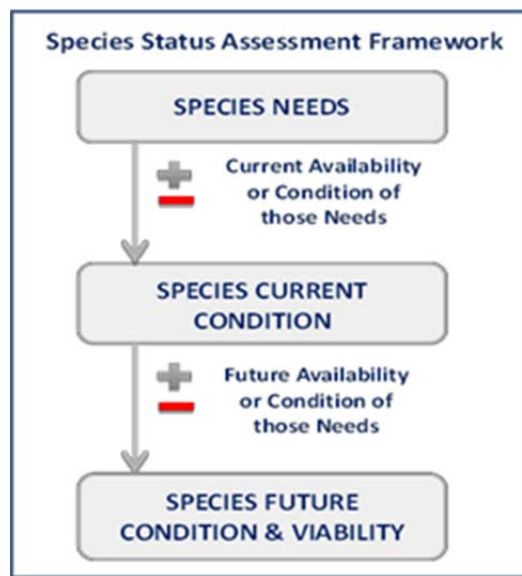 Species Status Assessment Framework
SPECIES NEEDS
Current Availability
or Condition of
those Needs
SPECIES CURRENT
CONDITION
Future Availability
or Condition of
those Needs
SPECIES FUTURE
CONDITION & VIABILITY